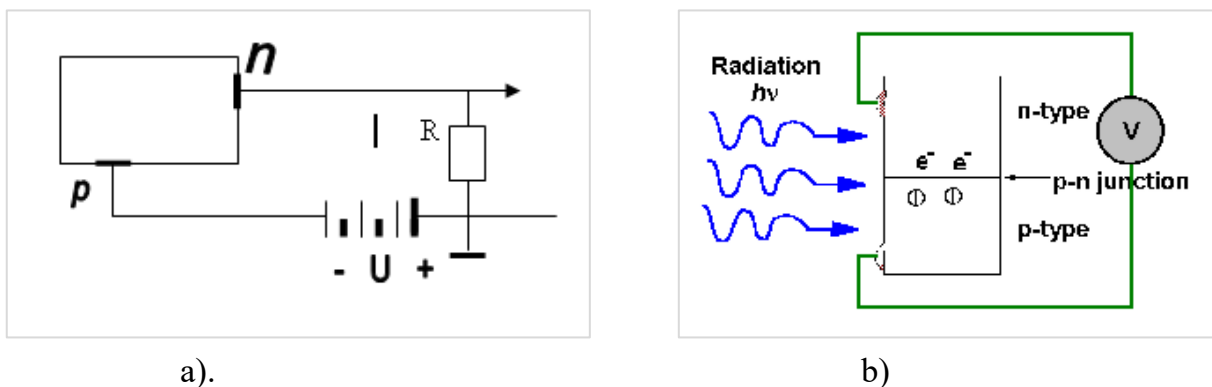 n
I
R
p
- U +
a).
Radiation
hν
n-type
V
e⁻ e⁻
p-n junction
p-type
b)